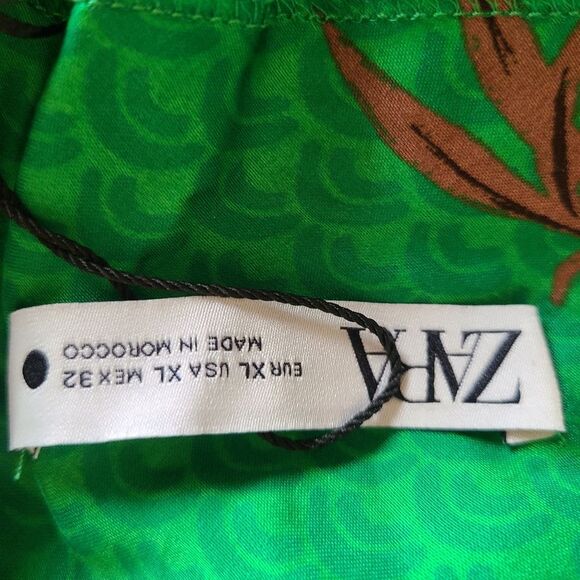 ZARA
EUR XL USA XL MEX 32
MADE IN MOROCCO